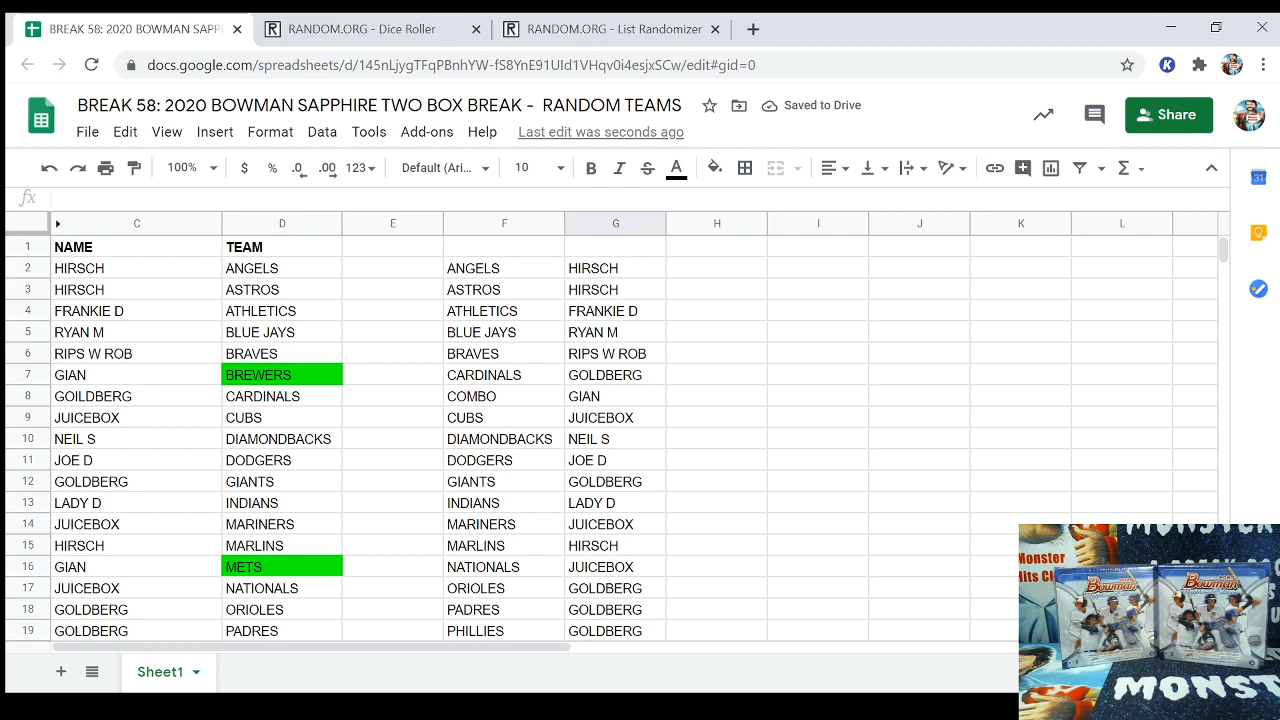 BREAK 58: 2020 BOWMAN SAPP
RANDOM.ORG - Dice Roller
RANDOM.ORG - List Randomizer
docs.google.com/spreadsheets/d/145nLjygTFqPBnhYW-fS8YnE91UId1VHqv0i4esjxSCw/edit#gid=0
BREAK 58: 2020 BOWMAN SAPPHIRE TWO BOX BREAK - RANDOM TEAMS
Saved to Drive
Share
File Edit View Insert Format Data Tools Add-ons Help Last edit was seconds ago
100% $ % .0 .00 123 Default (Ari... 10 B I S A
fx
C D E F G H I J K L
1 NAME TEAM
2 HIRSCH ANGELS ANGELS HIRSCH
3 HIRSCH ASTROS ASTROS HIRSCH
4 FRANKIE D ATHLETICS ATHLETICS FRANKIE D
5 RYAN M BLUE JAYS BLUE JAYS RYAN M
6 RIPS W ROB BRAVES BRAVES RIPS W ROB
7 GIAN BREWERS CARDINALS GOLDBERG
8 GOILDBERG CARDINALS COMBO GIAN
9 JUICEBOX CUBS CUBS JUICEBOX
10 NEIL S DIAMONDBACKS DIAMONDBACKS NEIL S
11 JOE D DODGERS DODGERS JOE D
12 GOLDBERG GIANTS GIANTS GOLDBERG
13 LADY D INDIANS INDIANS LADY D
14 JUICEBOX MARINERS MARINERS JUICEBOX
15 HIRSCH MARLINS MARLINS HIRSCH
16 GIAN METS NATIONALS JUICEBOX
17 JUICEBOX NATIONALS ORIOLES GOLDBERG
18 GOLDBERG ORIOLES PADRES GOLDBERG
19 GOLDBERG PADRES PHILLIES GOLDBERG
Sheet1
31
Monster
Hits Cl
Bowman
Bowman
MONST